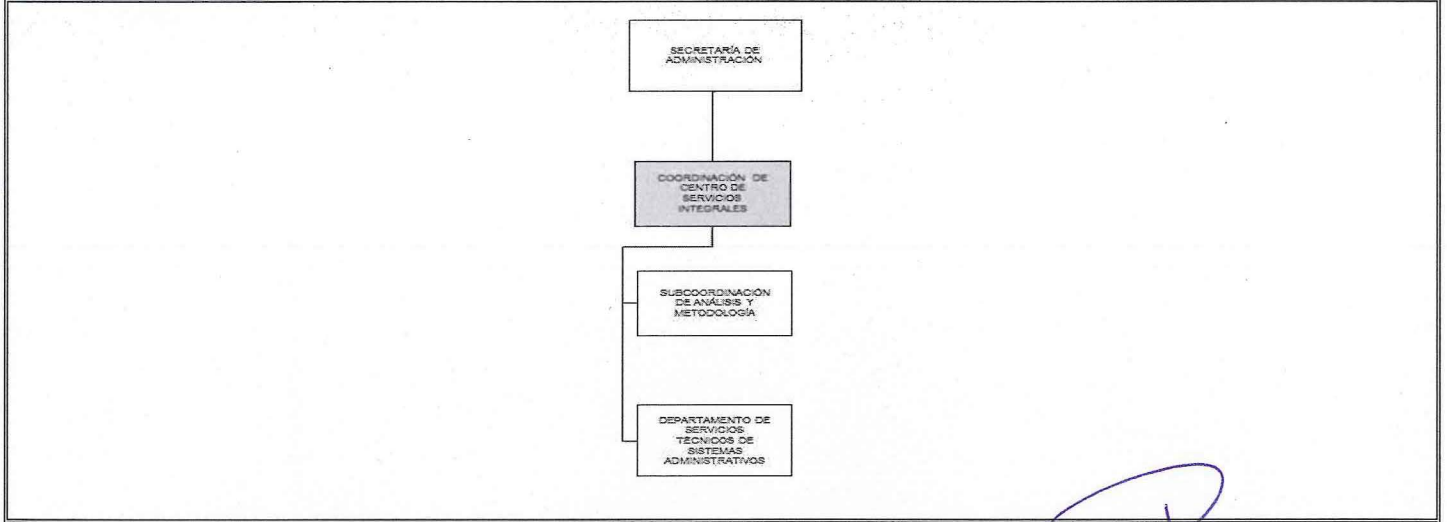 SECRETARÍA DE
ADMINISTRACIÓN
COORDINACIÓN DE
CENTRO DE
SERVICIOS
INTEGRALES
SUBCOORDINACIÓN
DE ANÁLISIS Y
METODOLOGÍA
DEPARTAMENTO DE
SERVICIOS
TÉCNICOS DE
SISTEMAS
ADMINISTRATIVOS